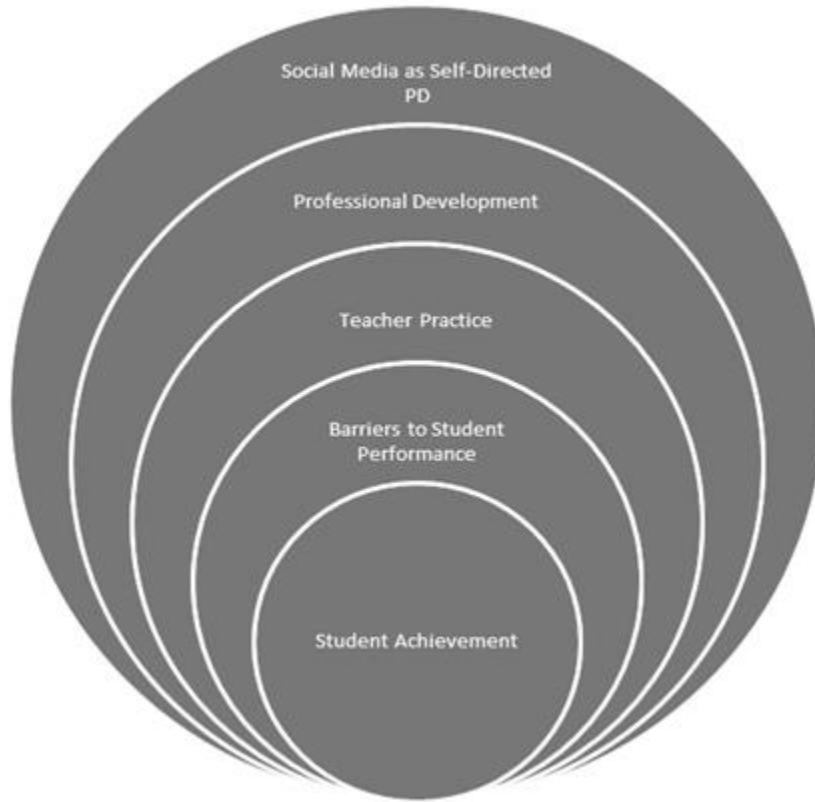 Social Media as Self-Directed
PD
Professional Development
Teacher Practice
Barriers to Student
Performance
Student Achievement